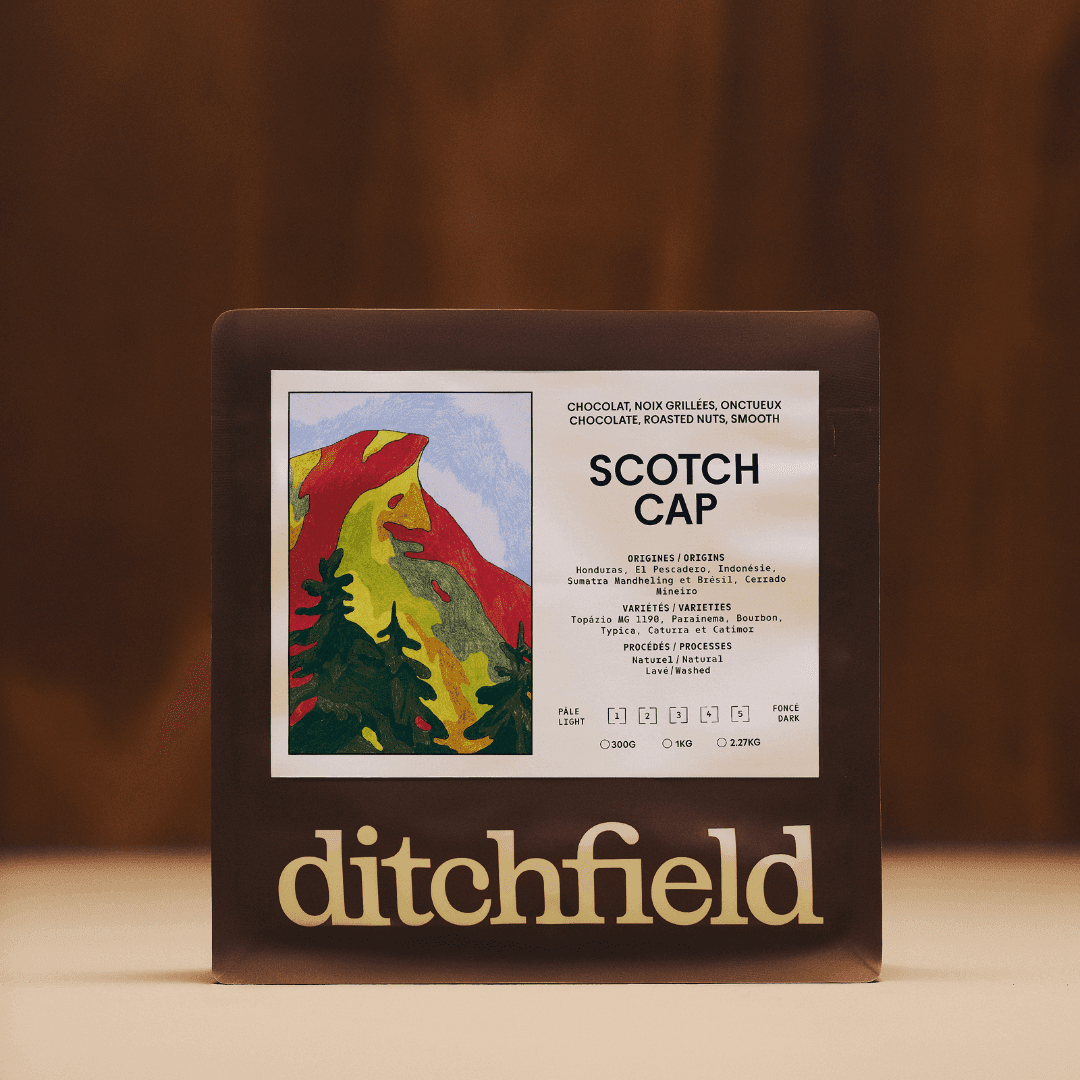 CHOCOLAT, NOIX GRILLÉES, ONCTUEUX
CHOCOLATE, ROASTED NUTS, SMOOTH
SCOTCH
CAP
ORIGINES / ORIGINS
Honduras, El Pescadero, Indonésie,
Sumatra Mandheling et Brésil, Cerrado
Mineiro
VARIÉTÉS / VARIETIES
Topázio MG 1190, Parainema, Bourbon,
Typica, Caturra et Catimor
PROCÉDÉS / PROCESSES
Naturel/Natural
Lavé/Washed
PÂLE
LIGHT
1 2 3 4 5
FONCÉ
DARK
300G 1KG 2.27KG
ditchfield